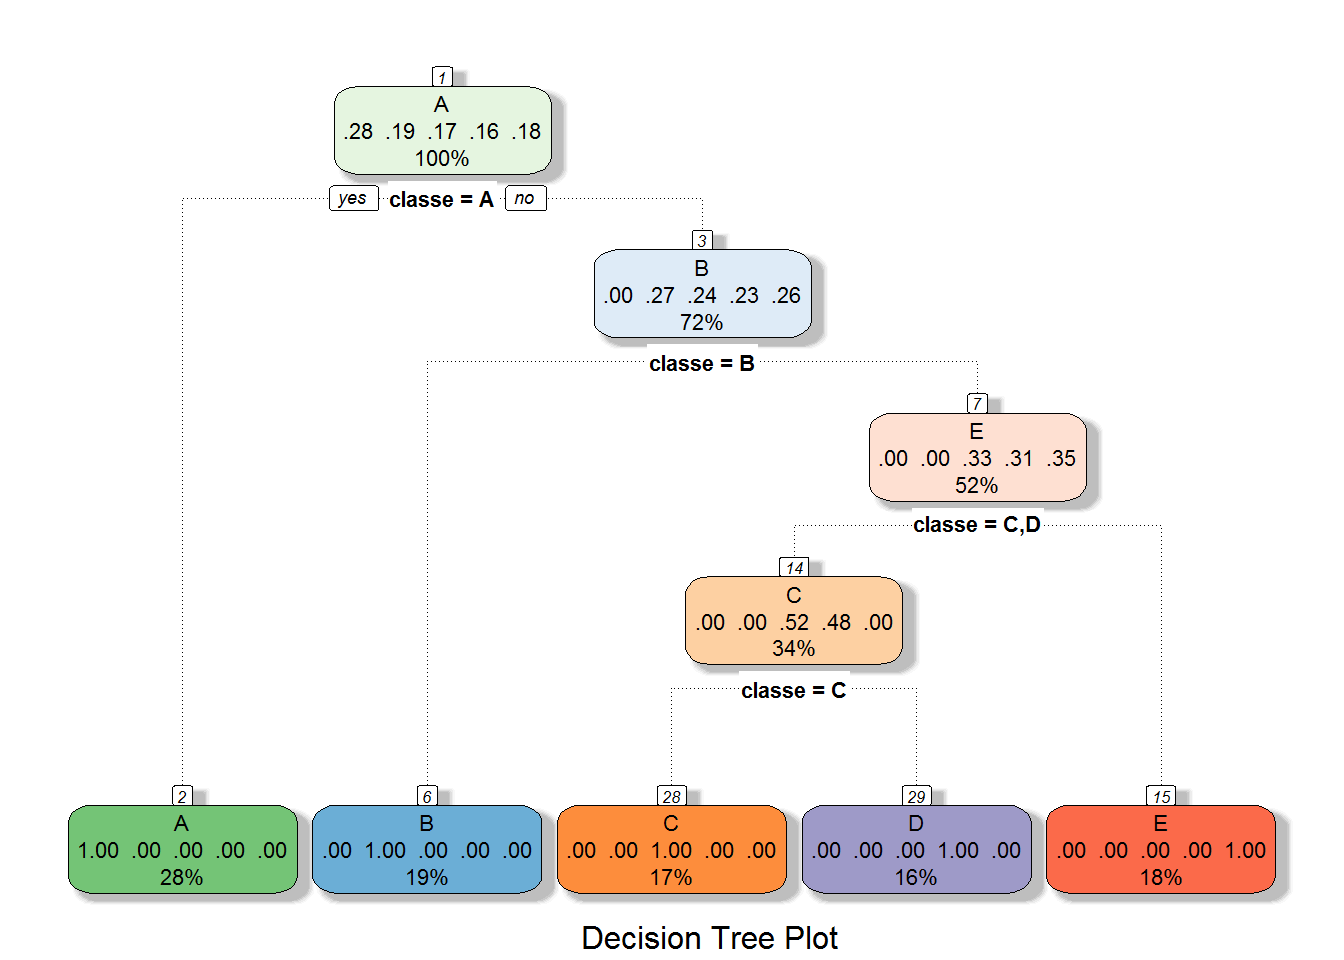 1
A
.28 .19 .17 .16 .18
100%
yes classe = A no
3
B
.00 .27 .24 .23 .26
72%
classe = B
7
E
.00 .00 .33 .31 .35
52%
classe = C,D
14
C
.00 .00 .52 .48 .00
34%
classe = C
2
A
1.00 .00 .00 .00 .00
28%
6
B
.00 1.00 .00 .00 .00
19%
28
C
.00 .00 1.00 .00 .00
17%
29
D
.00 .00 .00 1.00 .00
16%
15
E
.00 .00 .00 .00 1.00
18%
Decision Tree Plot